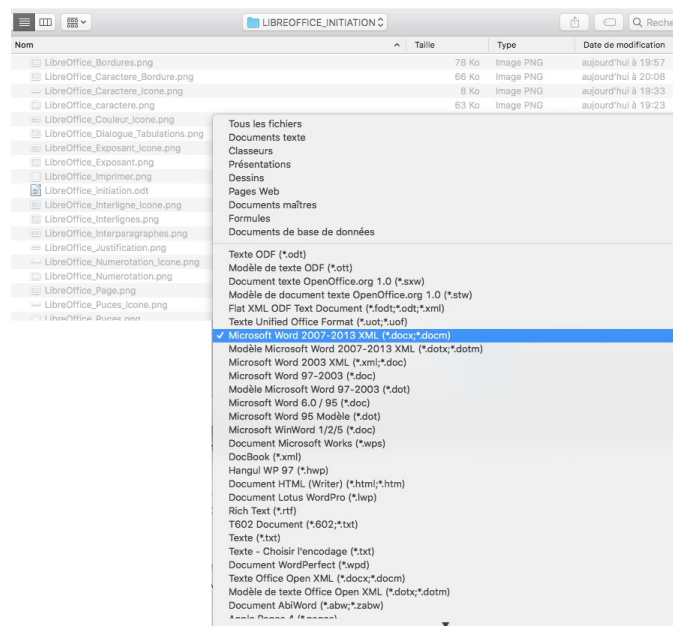 LIBREOFFICE_INITIATION
Reche
Nom Taille Type Date de modification
LibreOffice_Bordures.png 78 Ko Image PNG aujourd'hui à 19:57
LibreOffice_Caractere_Bordure.png 66 Ko Image PNG aujourd'hui à 20:08
LibreOffice_Caractere_Icone.png 8 Ko Image PNG aujourd'hui à 19:33
LibreOffice_caractere.png 63 Ko Image PNG aujourd'hui à 19:23
LibreOffice_Couleur_Icone.png
LibreOffice_Dialogue_Tabulations.png
LibreOffice_Exposant_Icone.png
LibreOffice_Exposant.png
LibreOffice_Imprimer.png
LibreOffice_initiation.odt
LibreOffice_Interligne_Icone.png
LibreOffice_Interlignes.png
LibreOffice_Interparagraphes.png
LibreOffice_Justification.png
LibreOffice_Numerotation_Icone.png
LibreOffice_Numerotation.png
LibreOffice_Page.png
LibreOffice_Puces_Icone.png
LibreOffice_Puces.png
Tous les fichiers
Documents texte
Classeurs
Présentations
Dessins
Pages Web
Documents maîtres
Formules
Documents de base de données
Texte ODF (*.odt)
Modèle de texte ODF (*.ott)
Document texte OpenOffice.org 1.0 (*.sxw)
Modèle de document texte OpenOffice.org 1.0 (*.stw)
Flat XML ODF Text Document (*.fodt;*.odt;*.xml)
Texte Unified Office Format (*.uot;*.uof)
✓ Microsoft Word 2007-2013 XML (*.docx;*.docm)
Modèle Microsoft Word 2007-2013 XML (*.dotx;*.dotm)
Microsoft Word 2003 XML (*.xml;*.doc)
Microsoft Word 97-2003 (*.doc)
Modèle Microsoft Word 97-2003 (*.dot)
Microsoft Word 6.0 / 95 (*.doc)
Microsoft Word 95 Modèle (*.dot)
Microsoft WinWord 1/2/5 (*.doc)
Document Microsoft Works (*.wps)
DocBook (*.xml)
Hangul WP 97 (*.hwp)
Document HTML (Writer) (*.html;*.htm)
Document Lotus WordPro (*.lwp)
Rich Text (*.rtf)
T602 Document (*.602;*.txt)
Texte (*.txt)
Texte - Choisir l'encodage (*.txt)
Document WordPerfect (*.wpd)
Texte Office Open XML (*.docx;*.docm)
Modèle de texte Office Open XML (*.dotx;*.dotm)
Document AbiWord (*.abw;*.zabw)
Apple Pages 4 (*.pages)